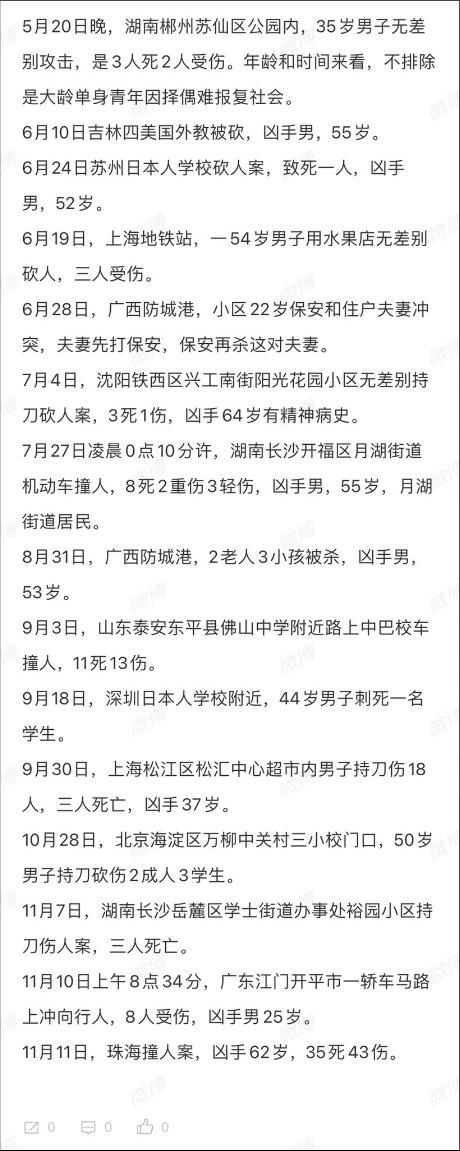 5月20日晚，湖南郴州苏仙区公园内，35岁男子无差
别攻击，是3人死2人受伤。年龄和时间来看，不排除
是大龄单身青年因择偶难报复社会。
6月10日吉林四美国外教被砍，凶手男，55岁。
6月24日苏州日本人学校砍人案，致死一人，凶手
男，52岁。
6月19日，上海地铁站，一54岁男子用水果店无差别
砍人，三人受伤。
6月28日，广西防城港，小区22岁保安和住户夫妻冲
突，夫妻先打保安，保安再杀这对夫妻。
7月4日，沈阳铁西区兴工南街阳光花园小区无差别持
刀砍人案，3死1伤，凶手64岁有精神病史。
7月27日凌晨0点10分许，湖南长沙开福区月湖街道
机动车撞人，8死2重伤3轻伤，凶手男，55岁，月湖
街道居民。
8月31日，广西防城港，2老人3小孩被杀，凶手男，
53岁。
9月3日，山东泰安东平县佛山中学附近路上中巴校车
撞人，11死13伤。
9月18日，深圳日本人学校附近，44岁男子刺死一名
学生。
9月30日，上海松江区松汇中心超市内男子持刀伤18
人，三人死亡，凶手37岁。
10月28日，北京海淀区万柳中关村三小校门口，50岁
男子持刀砍伤2成人3学生。
11月7日，湖南长沙岳麓区学士街道办事处裕园小区持
刀伤人案，三人死亡。
11月10日上午8点34分，广东江门开平市一轿车马路
上冲向行人，8人受伤，凶手男25岁。
11月11日，珠海撞人案，凶手62岁，35死43伤。
0 0 0